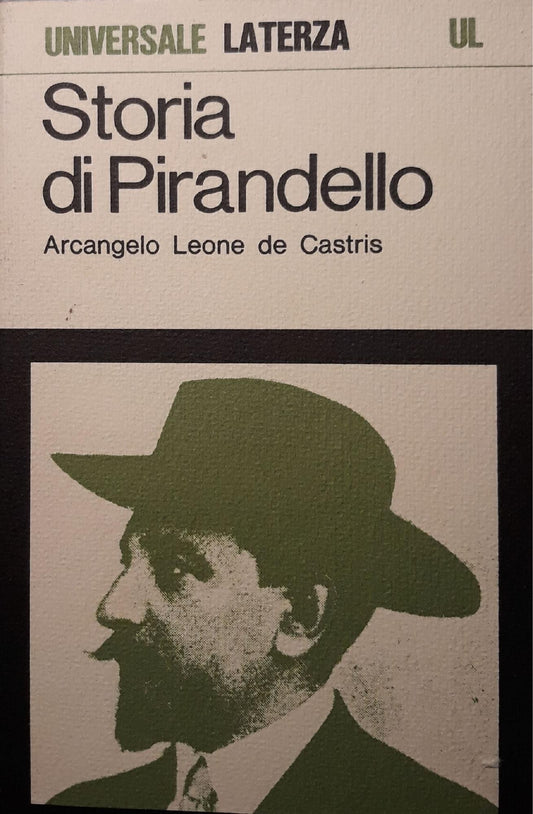 UNIVERSALE LATERZA UL
Storia
di Pirandello
Arcangelo Leone de Castris